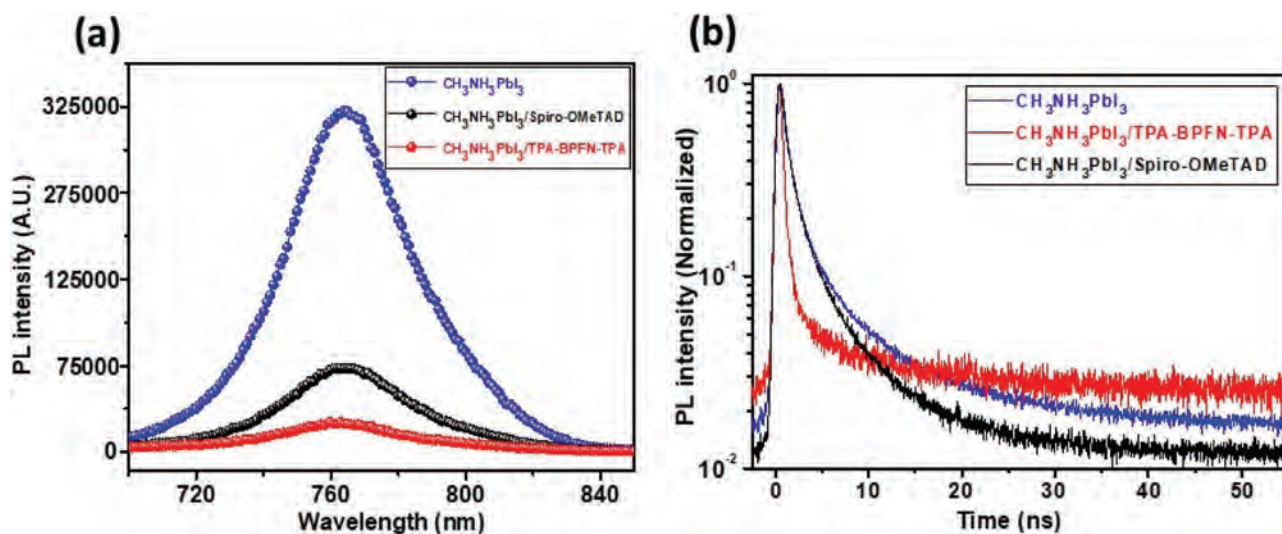 (a)
CH₃NH₃PbI₃
CH₃NH₃PbI₃/Spiro-OMeTAD
CH₃NH₃PbI₃/TPA-BPFN-TPA
PL intensity (A.U.)
325000
275000
125000
75000
0
720
760
800
840
Wavelength (nm)
(b)
CH₃NH₃PbI₃
CH₃NH₃PbI₃/TPA-BPFN-TPA
CH₃NH₃PbI₃/Spiro-OMeTAD
PL intensity (Normalized)
10⁰
10⁻¹
10⁻²
0
10
20
30
40
50
Time (ns)